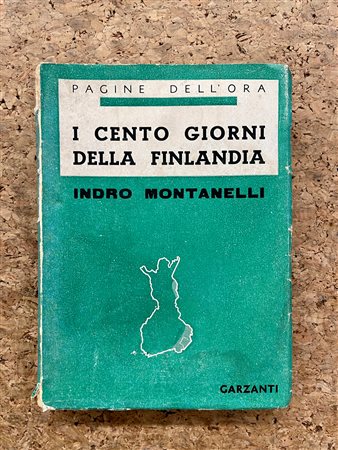 PAGINE DELL'ORA
I CENTO GIORNI
DELLA FINLANDIA
INDRO MONTANELLI
GARZANTI